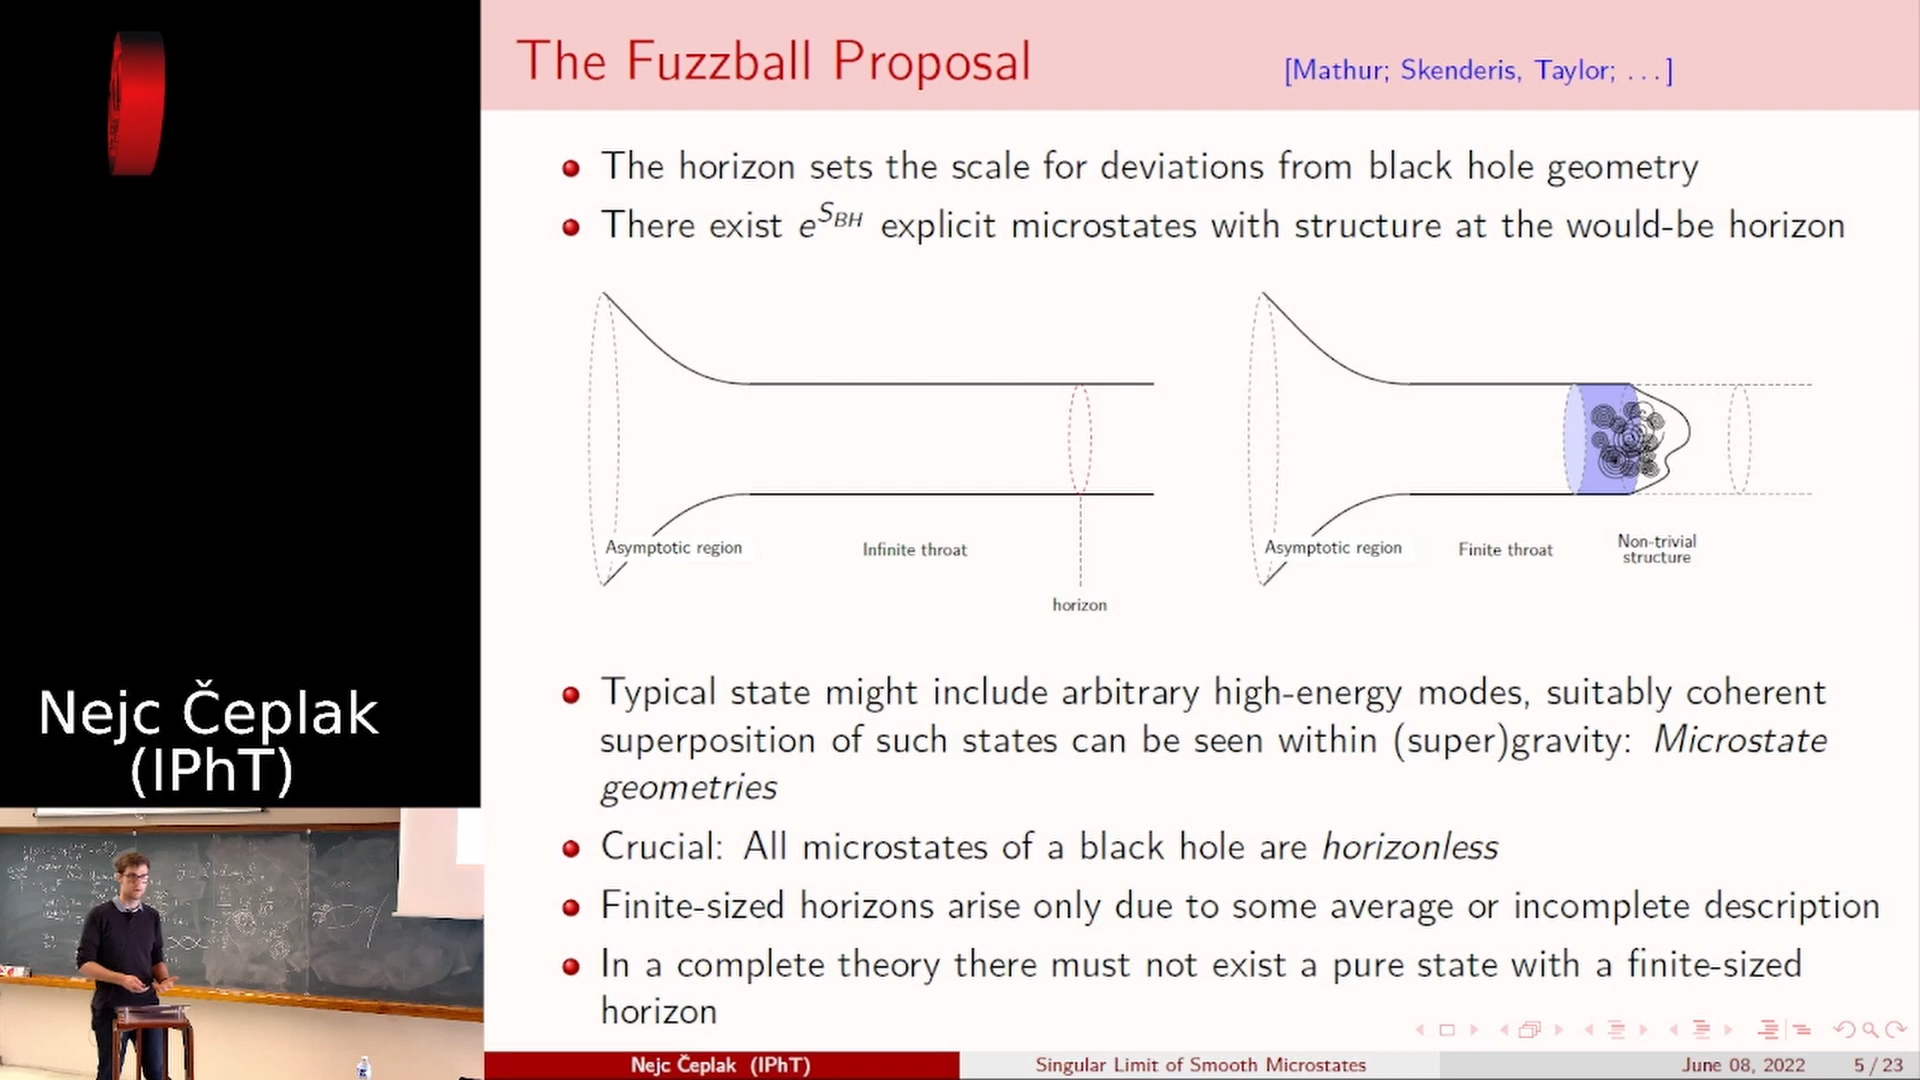 The Fuzzball Proposal
[Mathur; Skenderis, Taylor; ...]
The horizon sets the scale for deviations from black hole geometry
There exist e^{S_{BH}} explicit microstates with structure at the would-be horizon
Asymptotic region
Infinite throat
horizon
Asymptotic region
Finite throat
Non-trivial
structure
Typical state might include arbitrary high-energy modes, suitably coherent
superposition of such states can be seen within (super)gravity: Microstate
geometries
Crucial: All microstates of a black hole are horizonless
Finite-sized horizons arise only due to some average or incomplete description
In a complete theory there must not exist a pure state with a finite-sized
horizon
Nejc Čeplak
(IPhT)
Nejc Čeplak (IPhT)
Singular Limit of Smooth Microstates
June 08, 2022
5 / 23